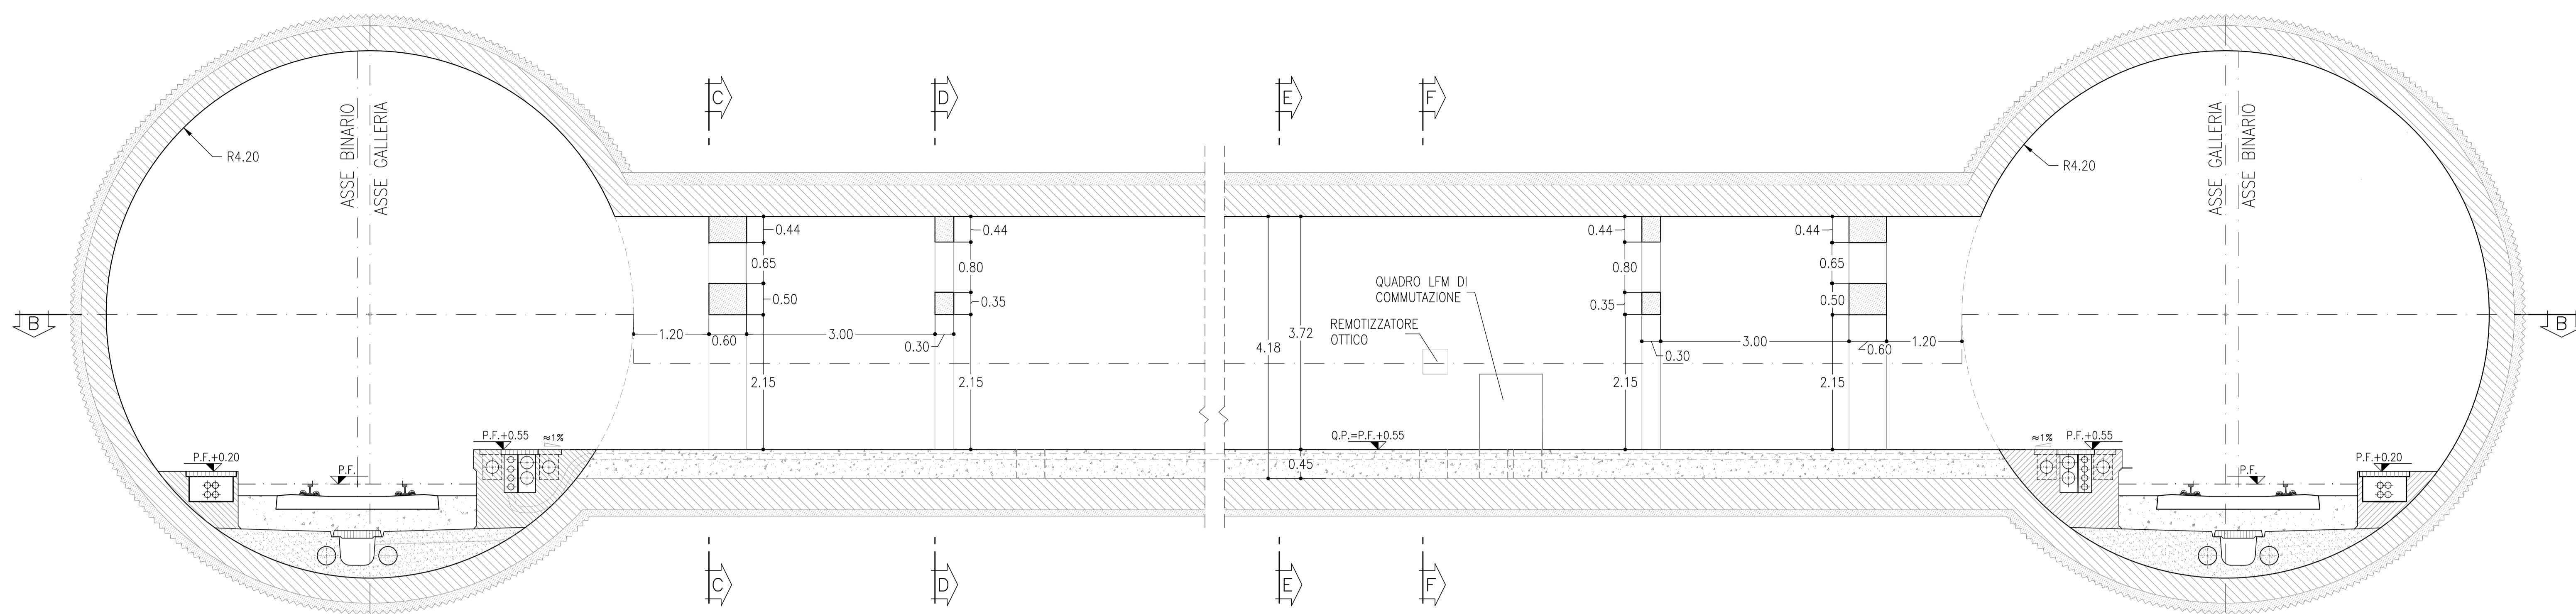 C
D
E
F
ASSE BINARIO
ASSE GALLERIA
ASSE GALLERIA
ASSE BINARIO
R4.20
R4.20
0.44
0.44
0.44
0.44
0.65
0.80
0.80
0.65
QUADRO LFM DI
COMMUTAZIONE
0.50
0.35
0.35
0.50
B
B
REMOTIZZATORE
OTTICO
1.20
0.60
3.00
0.30
4.18
3.72
0.30
3.00
0.60
1.20
2.15
2.15
2.15
2.15
P.F.+0.20
P.F.
P.F.+0.55
≈1%
Q.P.=P.F.+0.55
0.45
≈1%
P.F.+0.55
P.F.
P.F.+0.20
C
D
E
F